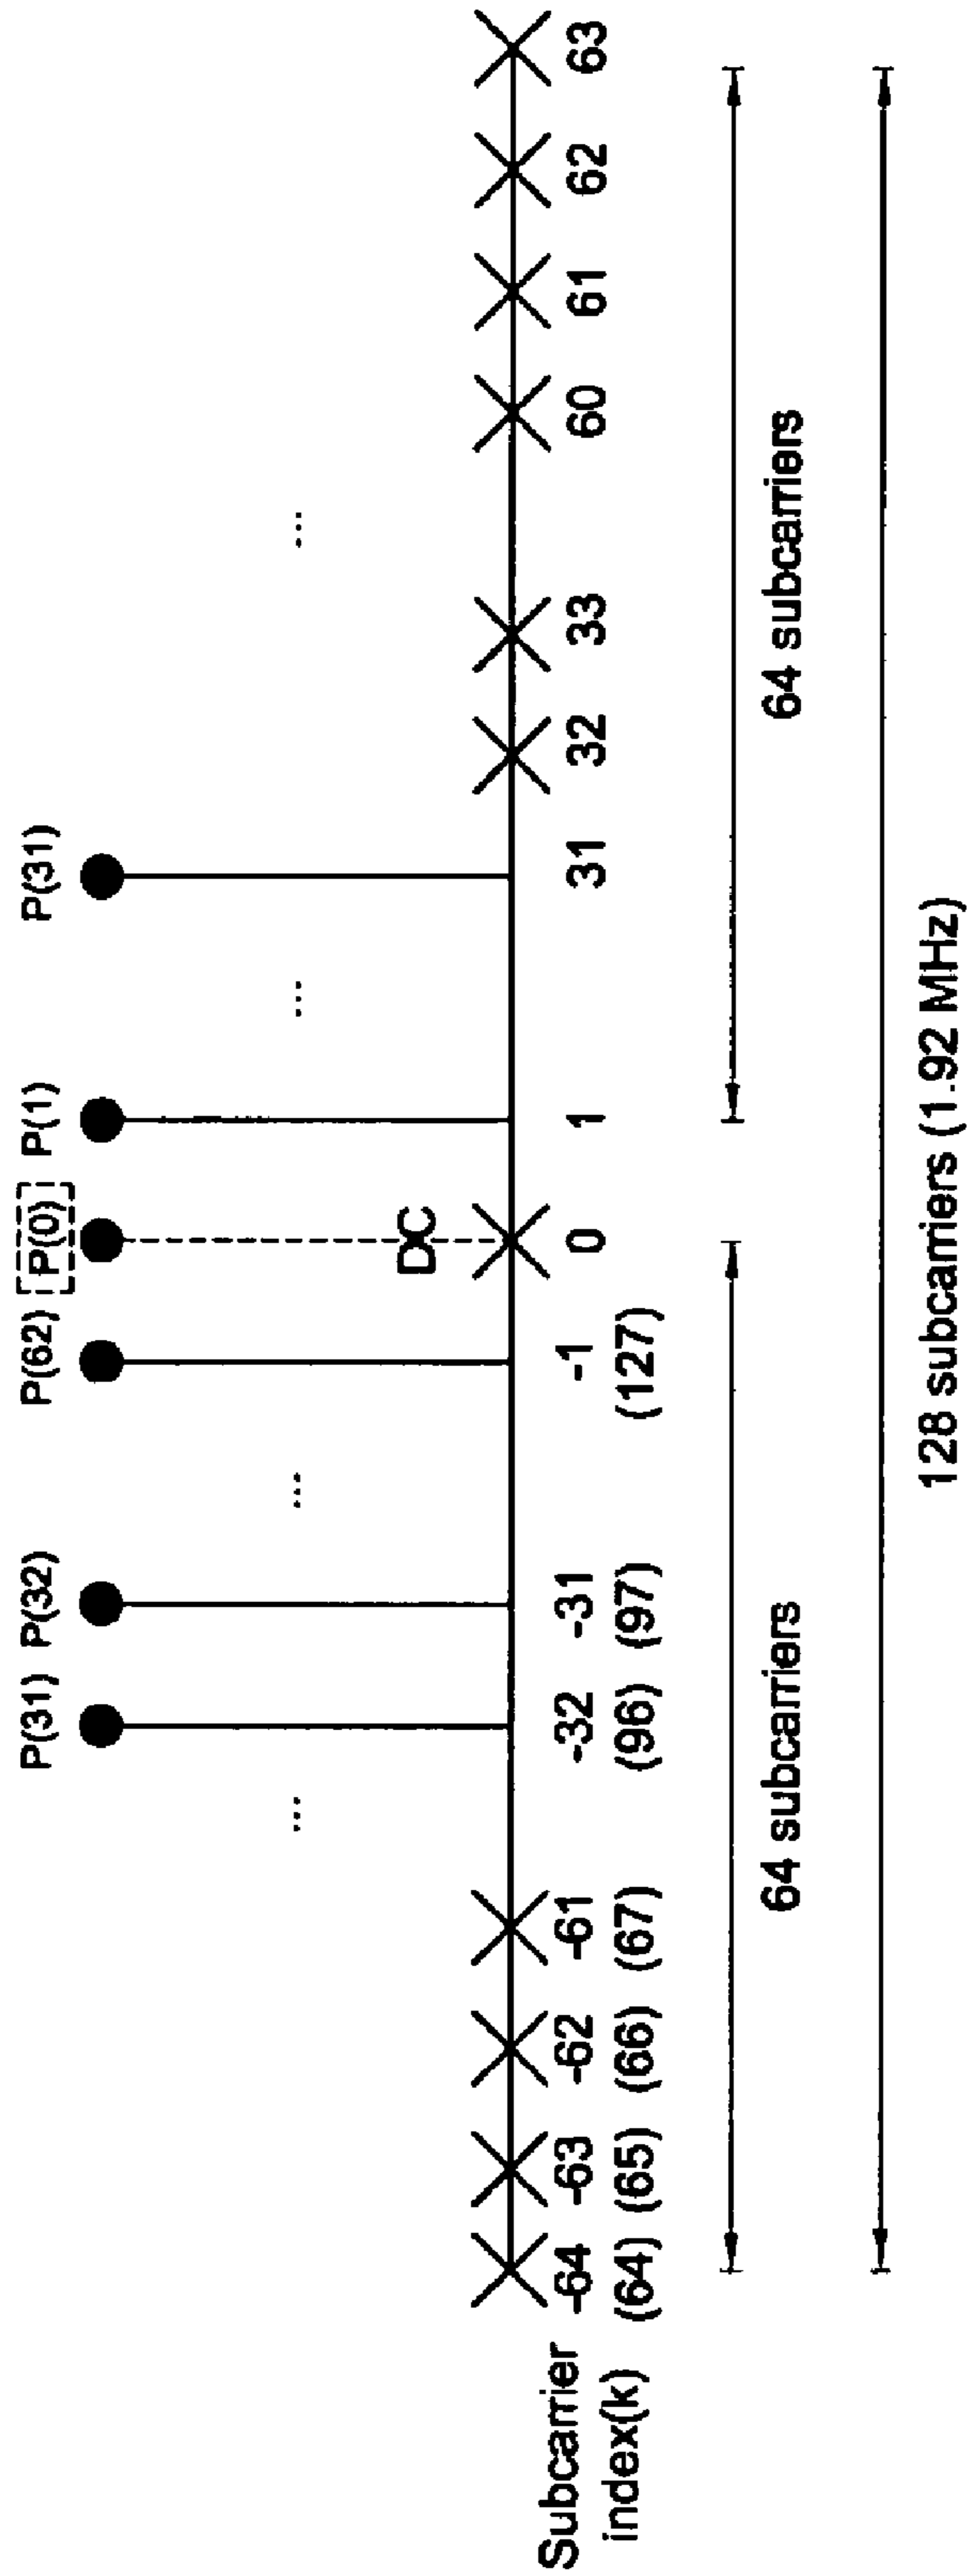 P(31) P(32) P(62) P(0) P(1) P(31)
... ... ... ...
DC
Subcarrier index(k)
-64 -63 -62 -61 -32 -31 -1 0 1 31 32 33 60 61 62 63
(64) (65) (66) (67) (96) (97) (127)
64 subcarriers 64 subcarriers
128 subcarriers (1.92 MHz)